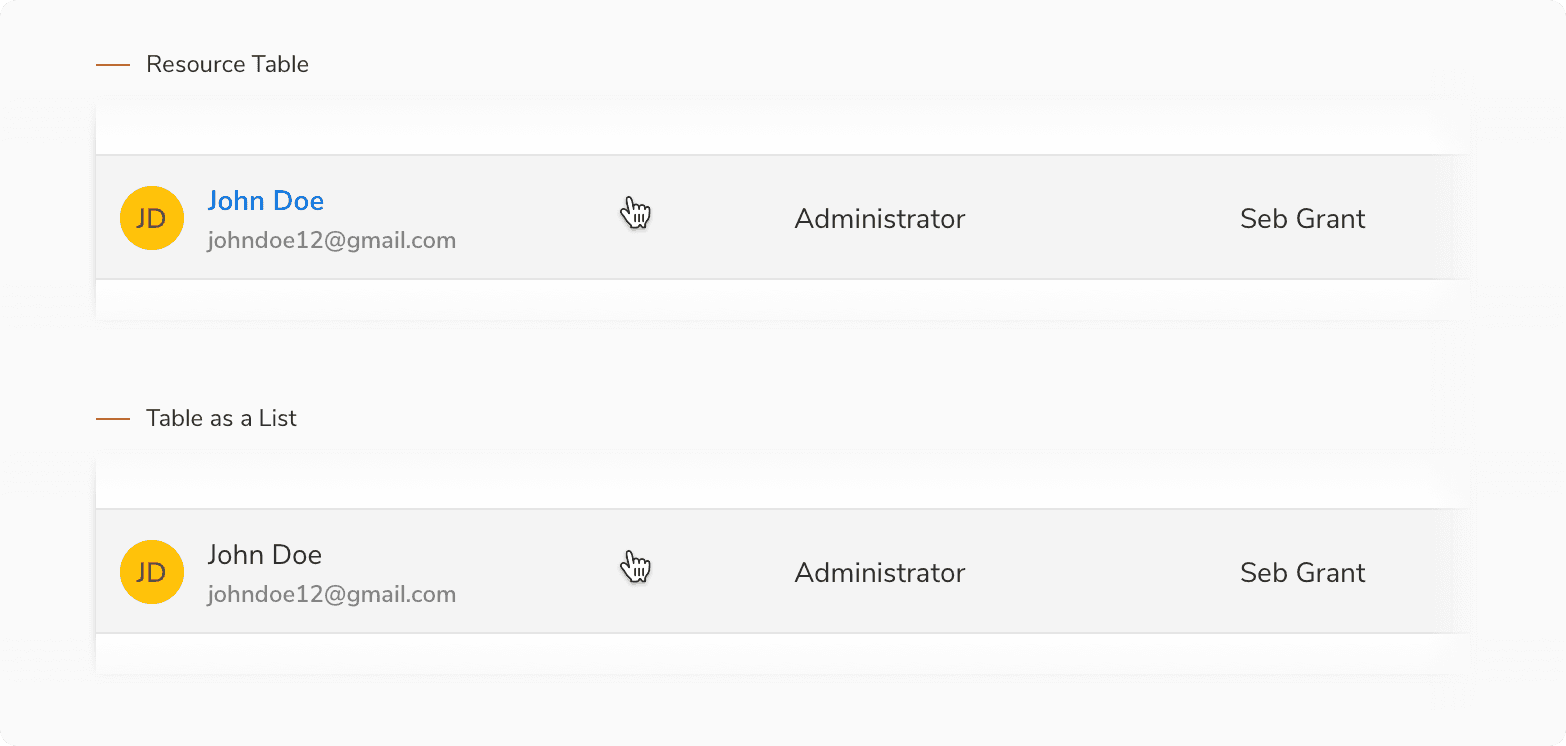 Resource Table
JD
John Doe
johndoe12@gmail.com
Administrator
Seb Grant
Table as a List
JD
John Doe
johndoe12@gmail.com
Administrator
Seb Grant